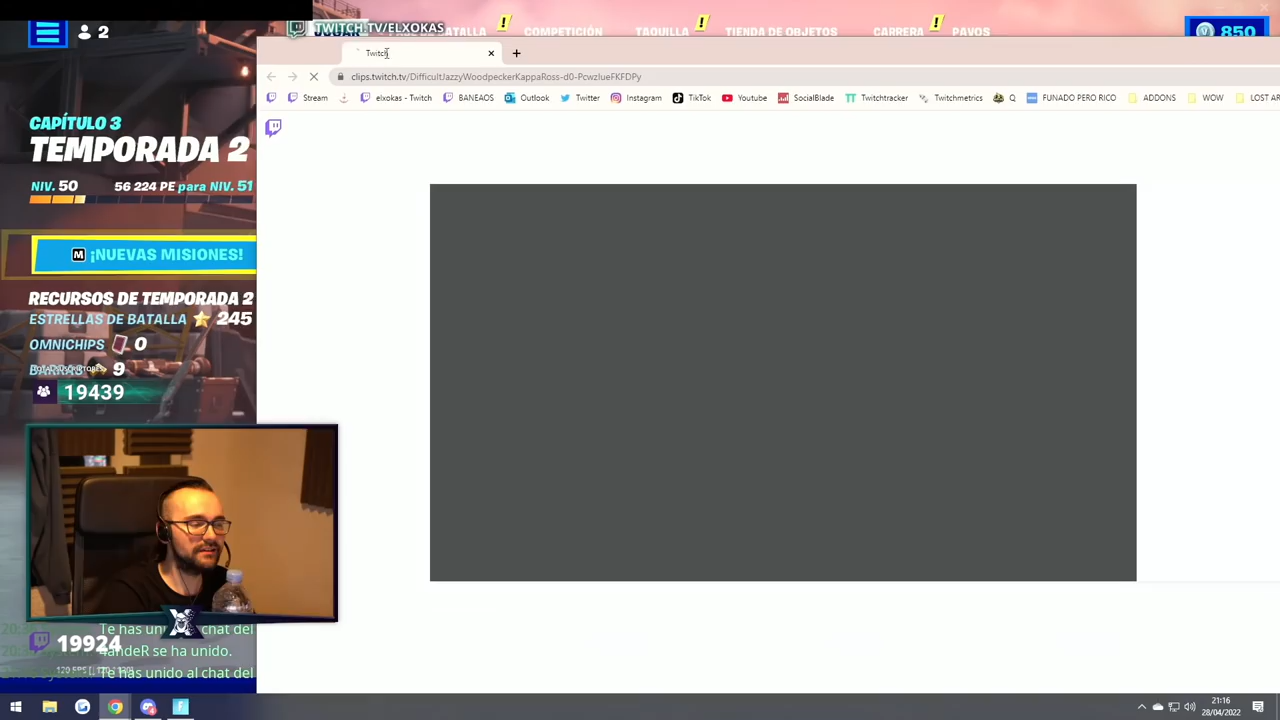 TWITCH.TV/ELXOKAS
2
TAQUILLA
TIENDA DE OBJETOS
CARRERA
PAVOS
COMPETICIÓN
850
Twitch
clips.twitch.tv/DifficultJazzyWoodpeckerKappaRoss-d0-PcwzIueFKFDPy
Stream
elxokas - Twitch
BANEAOS
Outlook
Twitter
Instagram
TikTok
Youtube
SocialBlade
Twitchtracker
Twitchmetrics
Q
FUNADO PERO RICO
ADDONS
WOW
LOST AR
CAPÍTULO 3
TEMPORADA 2
NIV. 50
56 224 PE para NIV. 51
M ¡NUEVAS MISIONES!
RECURSOS DE TEMPORADA 2
ESTRELLAS DE BATALLA 245
OMNICHIPS 0
9
19439
Te has uni chat del
se ha unido.
Te has unido al chat del
19924
21:16
28/04/2022